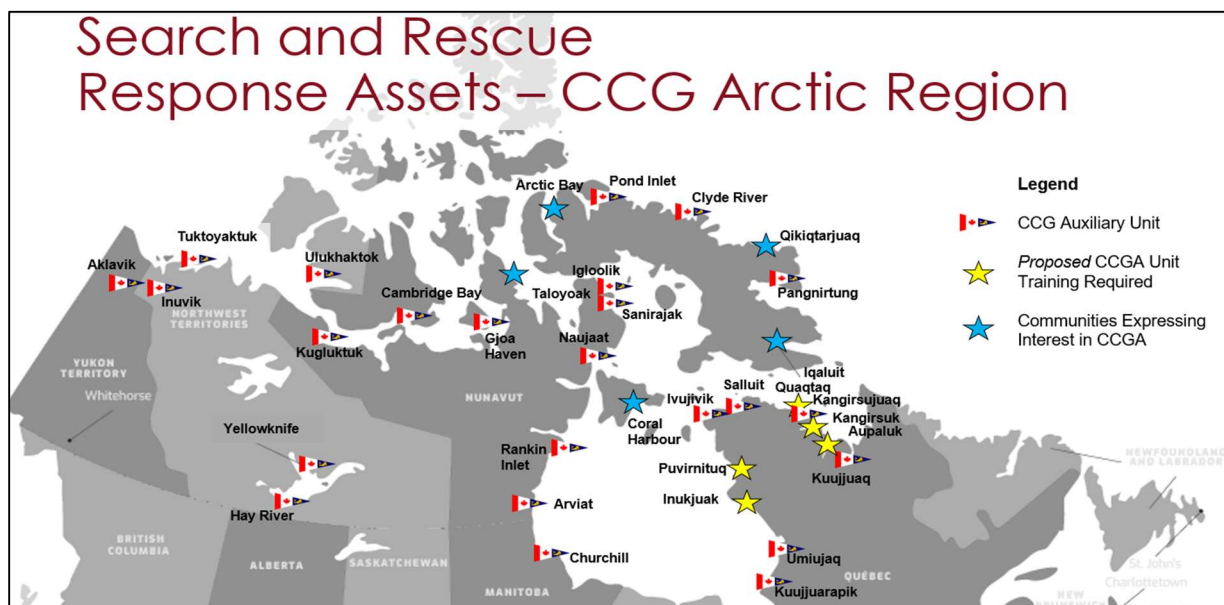 Search and Rescue
Response Assets – CCG Arctic Region
Legend
CCG Auxiliary Unit
Proposed CCGA Unit
Training Required
Communities Expressing
Interest in CCGA
Arctic Bay
Pond Inlet
Clyde River
Qikiqtarjuaq
Tuktoyaktuk
Aklavik
Inuvik
Ulukhaktok
Igloolik
Taloyoak
Sanirajak
Pangnirtung
Cambridge Bay
NORTHWEST
TERRITORIES
Kugluktuk
Gjoa
Haven
Naujaat
Iqaluit
YUKON
TERRITORY
Whitehorse
NUNAVUT
Ivujivik
Salluit
Quaqtaq
Kangirsujuaq
Kangirsuk
Aupaluk
Coral
Harbour
Yellowknife
Rankin
Inlet
Puvirnituq
Kuujjuaq
NEWFOUNDLAND
AND LABRADOR
Inukjuak
Hay River
Arviat
BRITISH
COLUMBIA
ALBERTA
SASKATCHEWAN
MANITOBA
Churchill
Umiujaq
QUÉBEC
Kuujjuarapik
St. John's
Charlottetown
NEW
BRUNSWICK